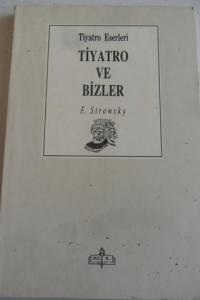 Tiyatro Eserleri
TİYATRO
VE
BİZLER
F. Strowsky